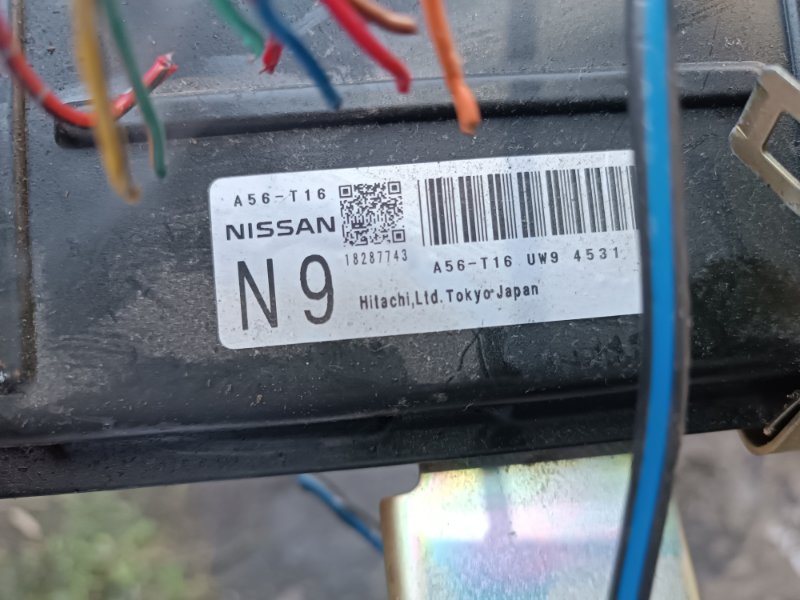 A56-T16
NISSAN
N9
18287743
A56-T16 UW9 4531
Hitachi,Ltd.Tokyo Japan